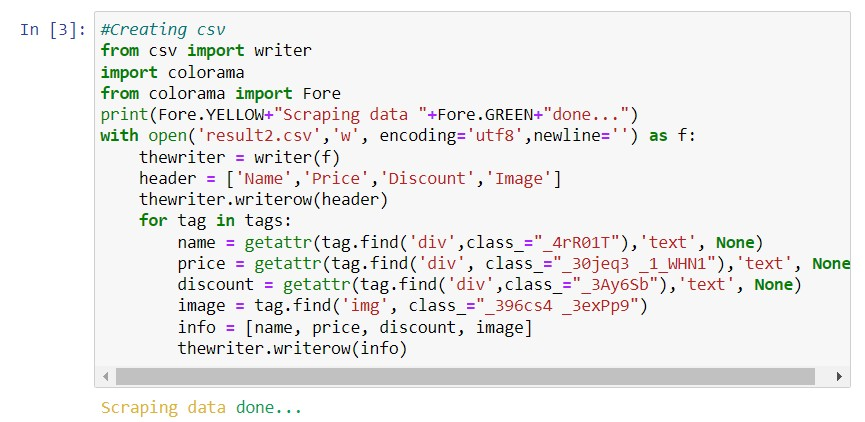 In [3]: #Creating csv
from csv import writer
import colorama
from colorama import Fore
print(Fore.YELLOW+"Scraping data "+Fore.GREEN+"done...")
with open('result2.csv','w', encoding='utf8',newline='') as f:
    thewriter = writer(f)
    header = ['Name','Price','Discount','Image']
    thewriter.writerow(header)
    for tag in tags:
        name = getattr(tag.find('div',class_="_4rR01T"),'text', None)
        price = getattr(tag.find('div', class_="_30jeq3 _1_WHN1"),'text', None
        discount = getattr(tag.find('div',class_="_3Ay6Sb"),'text', None)
        image = tag.find('img', class_="_396cs4 _3exPp9")
        info = [name, price, discount, image]
        thewriter.writerow(info)
Scraping data done...